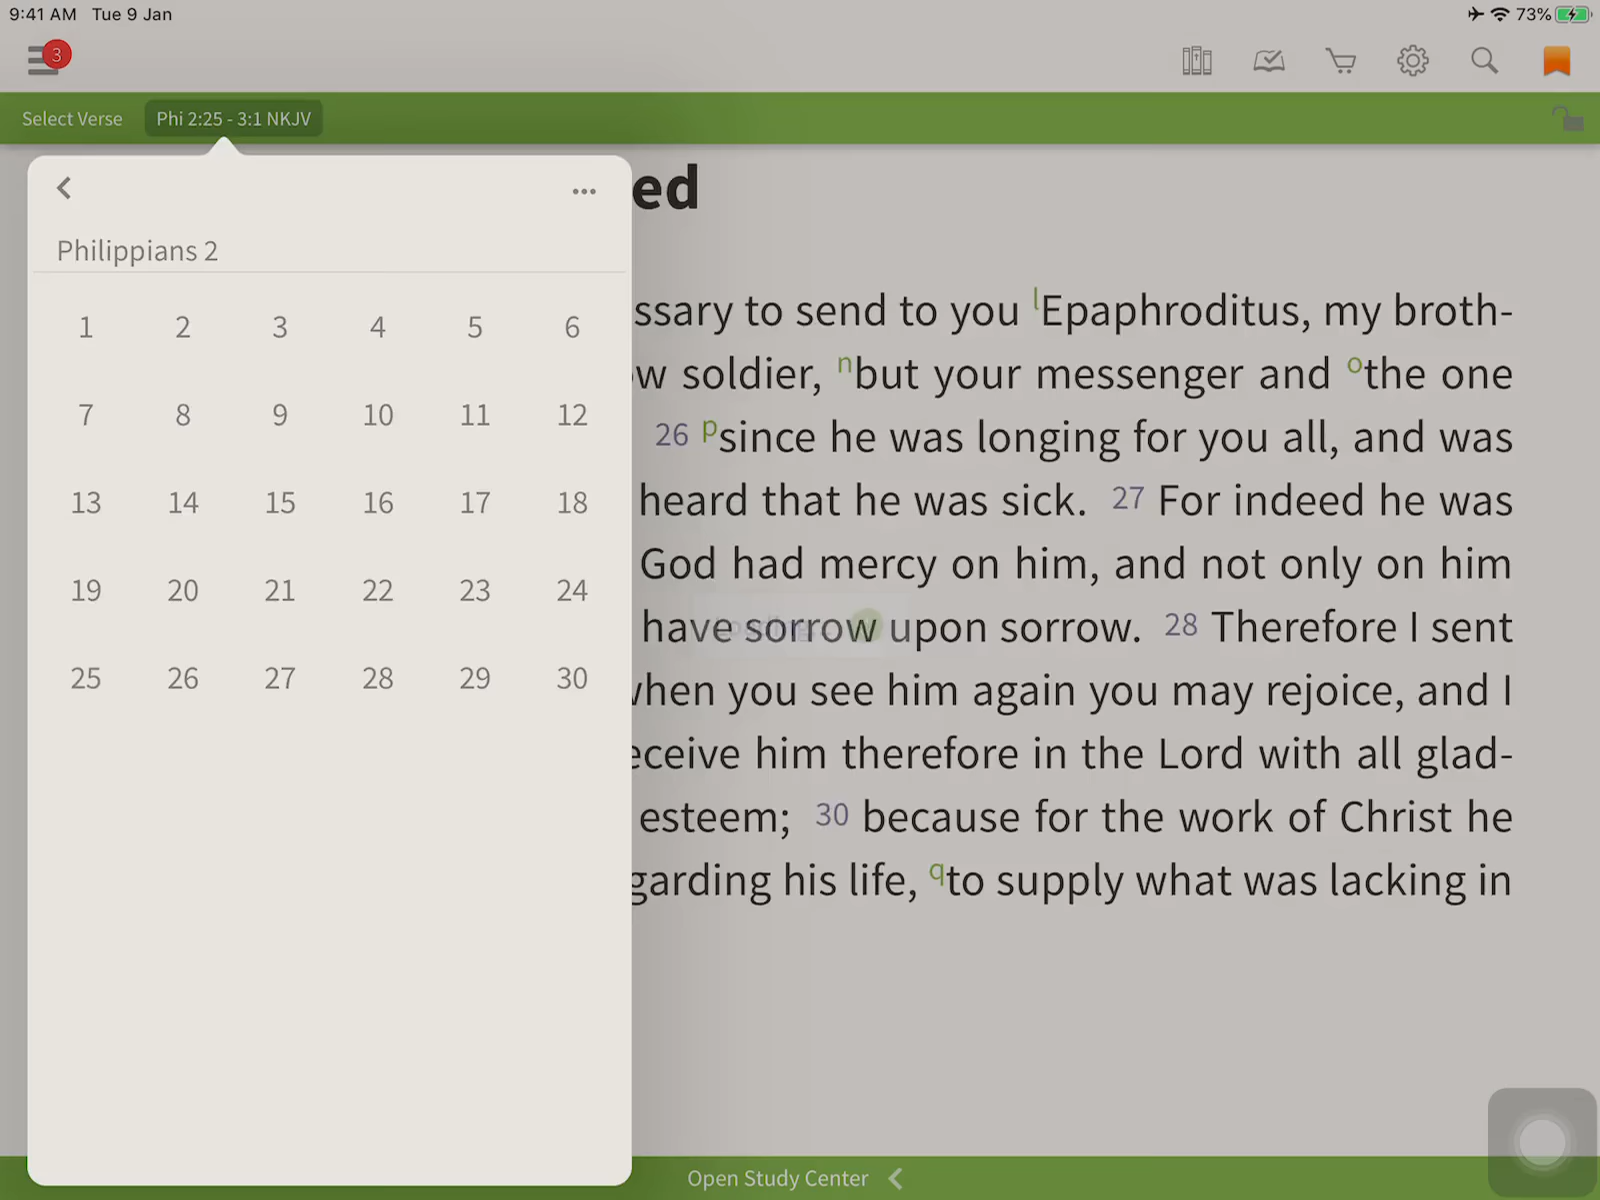 9:41 AM Tue 9 Jan 73%
3
Select Verse Phi 2:25 - 3:1 NKJV
...
Philippians 2
1 2 3 4 5 6
7 8 9 10 11 12
13 14 15 16 17 18
19 20 21 22 23 24
25 26 27 28 29 30
ed
ssary to send to you lEpaphroditus, my broth-
w soldier, nbut your messenger and othe one
26 psince he was longing for you all, and was
heard that he was sick. 27 For indeed he was
God had mercy on him, and not only on him
have sorrow upon sorrow. 28 Therefore I sent
when you see him again you may rejoice, and I
eceive him therefore in the Lord with all glad-
esteem; 30 because for the work of Christ he
garding his life, qto supply what was lacking in
Loading...
Open Study Center